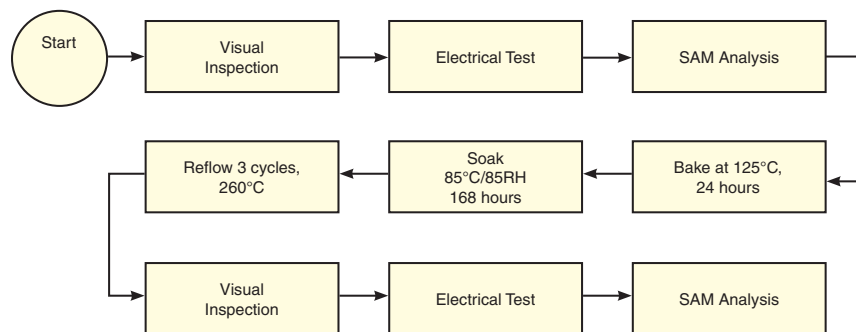 Start
Visual
Inspection
Electrical Test
SAM Analysis
Bake at 125°C,
24 hours
Soak
85°C/85RH
168 hours
Reflow 3 cycles,
260°C
Visual
Inspection
Electrical Test
SAM Analysis